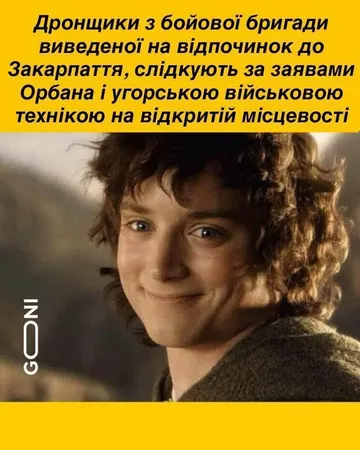 Дронщики з бойової бригади
виведеної на відпочинок до
Закарпаття, слідкують за заявами
Орбана і угорською військовою
технікою на відкритій місцевості
GONI